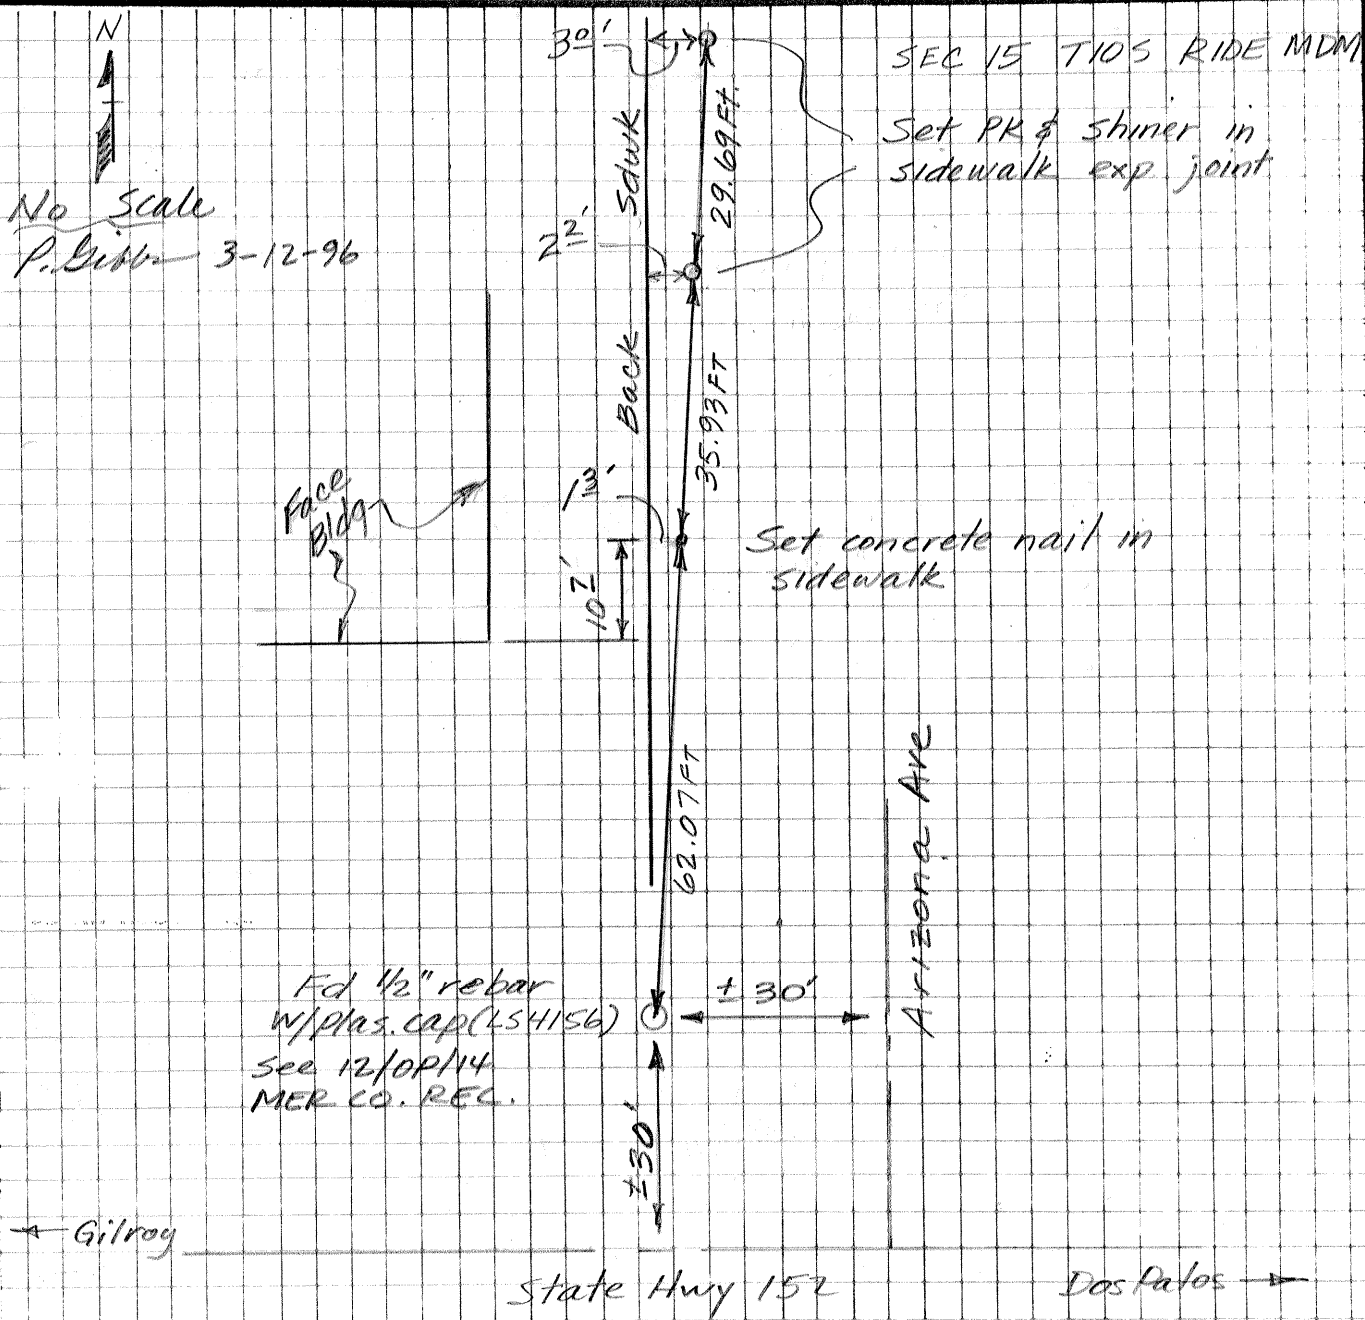 N
No Scale
P. Gibbs 3-12-96
SEC 15 T10S R10E MDM
Set PK & Shiner in
sidewalk exp joint
3⁰'
29.69 Ft.
2²'
Back Sdwk
35.93 FT
1³'
10⁷'
Face
Bldg
Set concrete nail in
sidewalk
62.07 FT
Arizona Ave
Fd 1/2" rebar
W/plas. cap (LS4156)
See 12/OP/14
MER CO. REC.
±30'
±30'
← Gilroy
State Hwy 152
Dos Palos →